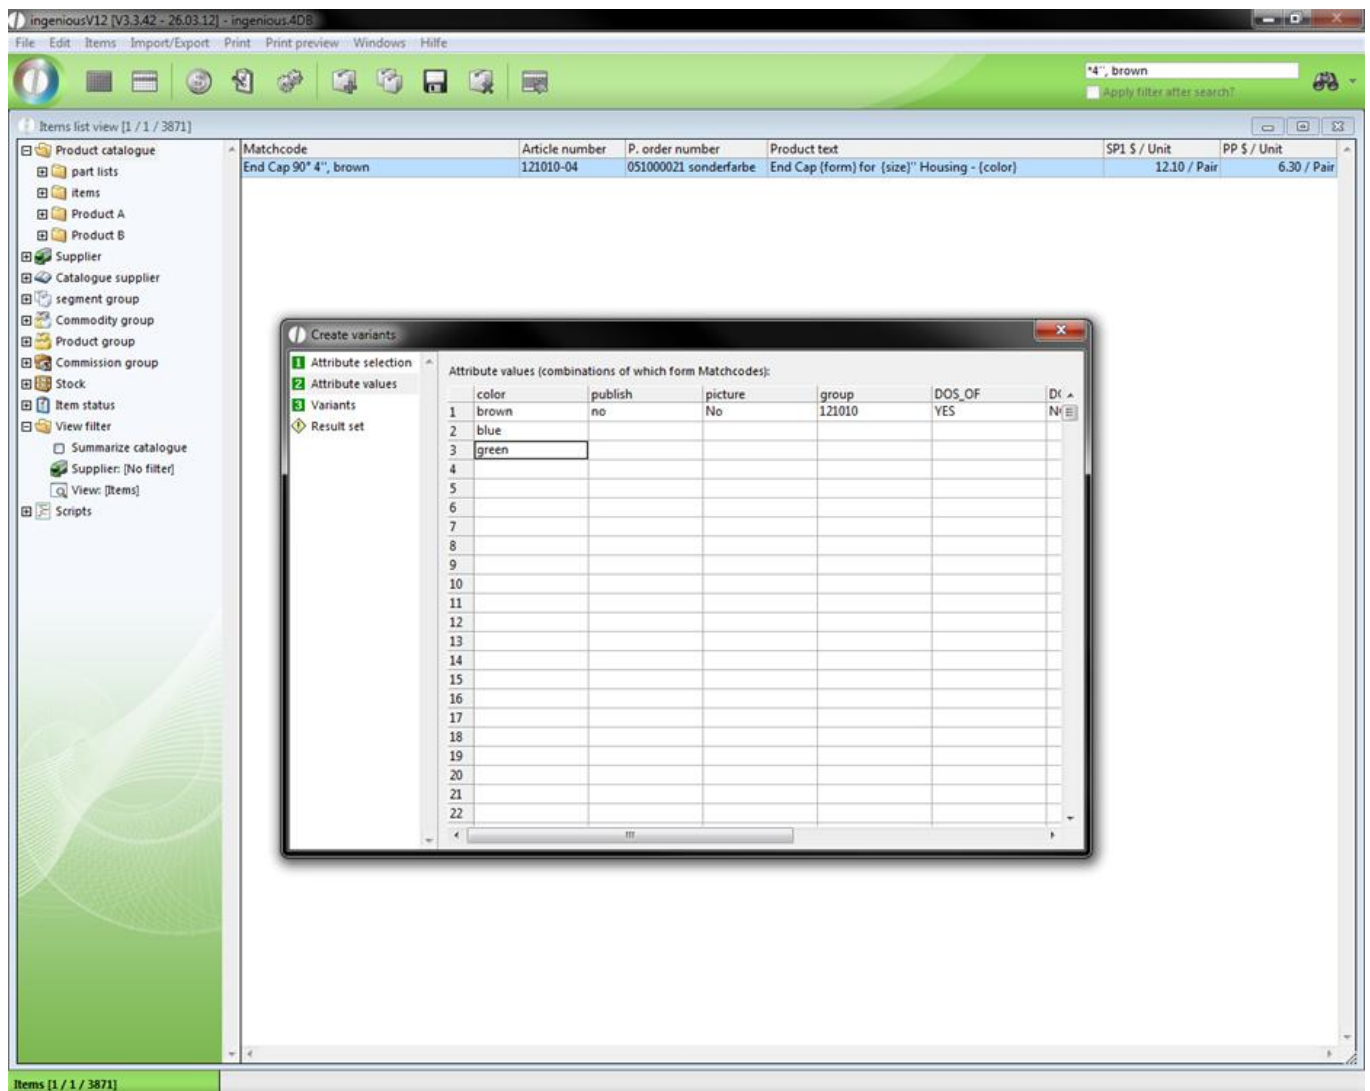 ingeniousV12 [V3.3.42 - 26.03.12] - ingenious.4DB
File Edit Items Import/Export Print Print preview Windows Hilfe
*4'', brown
Apply filter after search?
Items list view [1 / 1 / 3871]
Product catalogue
part lists
items
Product A
Product B
Supplier
Catalogue supplier
segment group
Commodity group
Product group
Commission group
Stock
Item status
View filter
Summarize catalogue
Supplier: [No filter]
View: [Items]
Scripts
Matchcode Article number P. order number Product text SP1 $ / Unit PP $ / Unit
End Cap 90° 4'', brown 121010-04 051000021 sonderfarbe End Cap {form} for {size}'' Housing - {color} 12.10 / Pair 6.30 / Pair
Create variants
1 Attribute selection
2 Attribute values
3 Variants
Result set
Attribute values (combinations of which form Matchcodes):
color publish picture group DOS_OF
1 brown no No 121010 YES
2 blue
3 green
4
5
6
7
8
9
10
11
12
13
14
15
16
17
18
19
20
21
22
Items [1 / 1 / 3871]